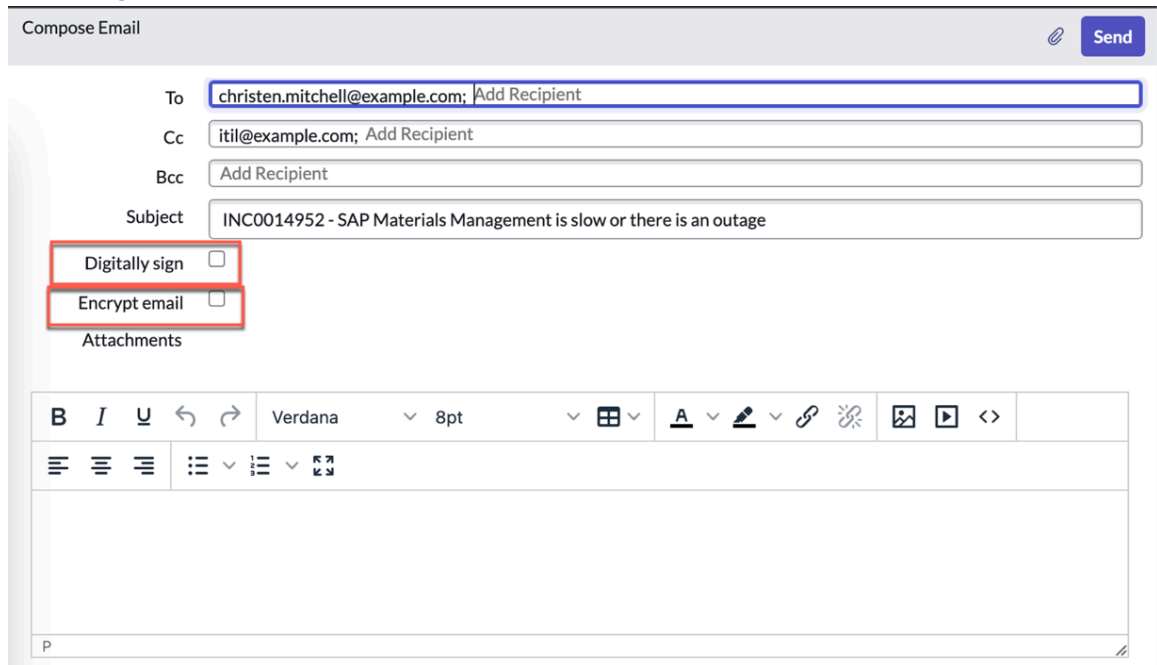 Compose Email
Send
To christen.mitchell@example.com; Add Recipient
Cc itil@example.com; Add Recipient
Bcc Add Recipient
Subject INC0014952 - SAP Materials Management is slow or there is an outage
Digitally sign
Encrypt email
Attachments
B I U Verdana 8pt A <>
P